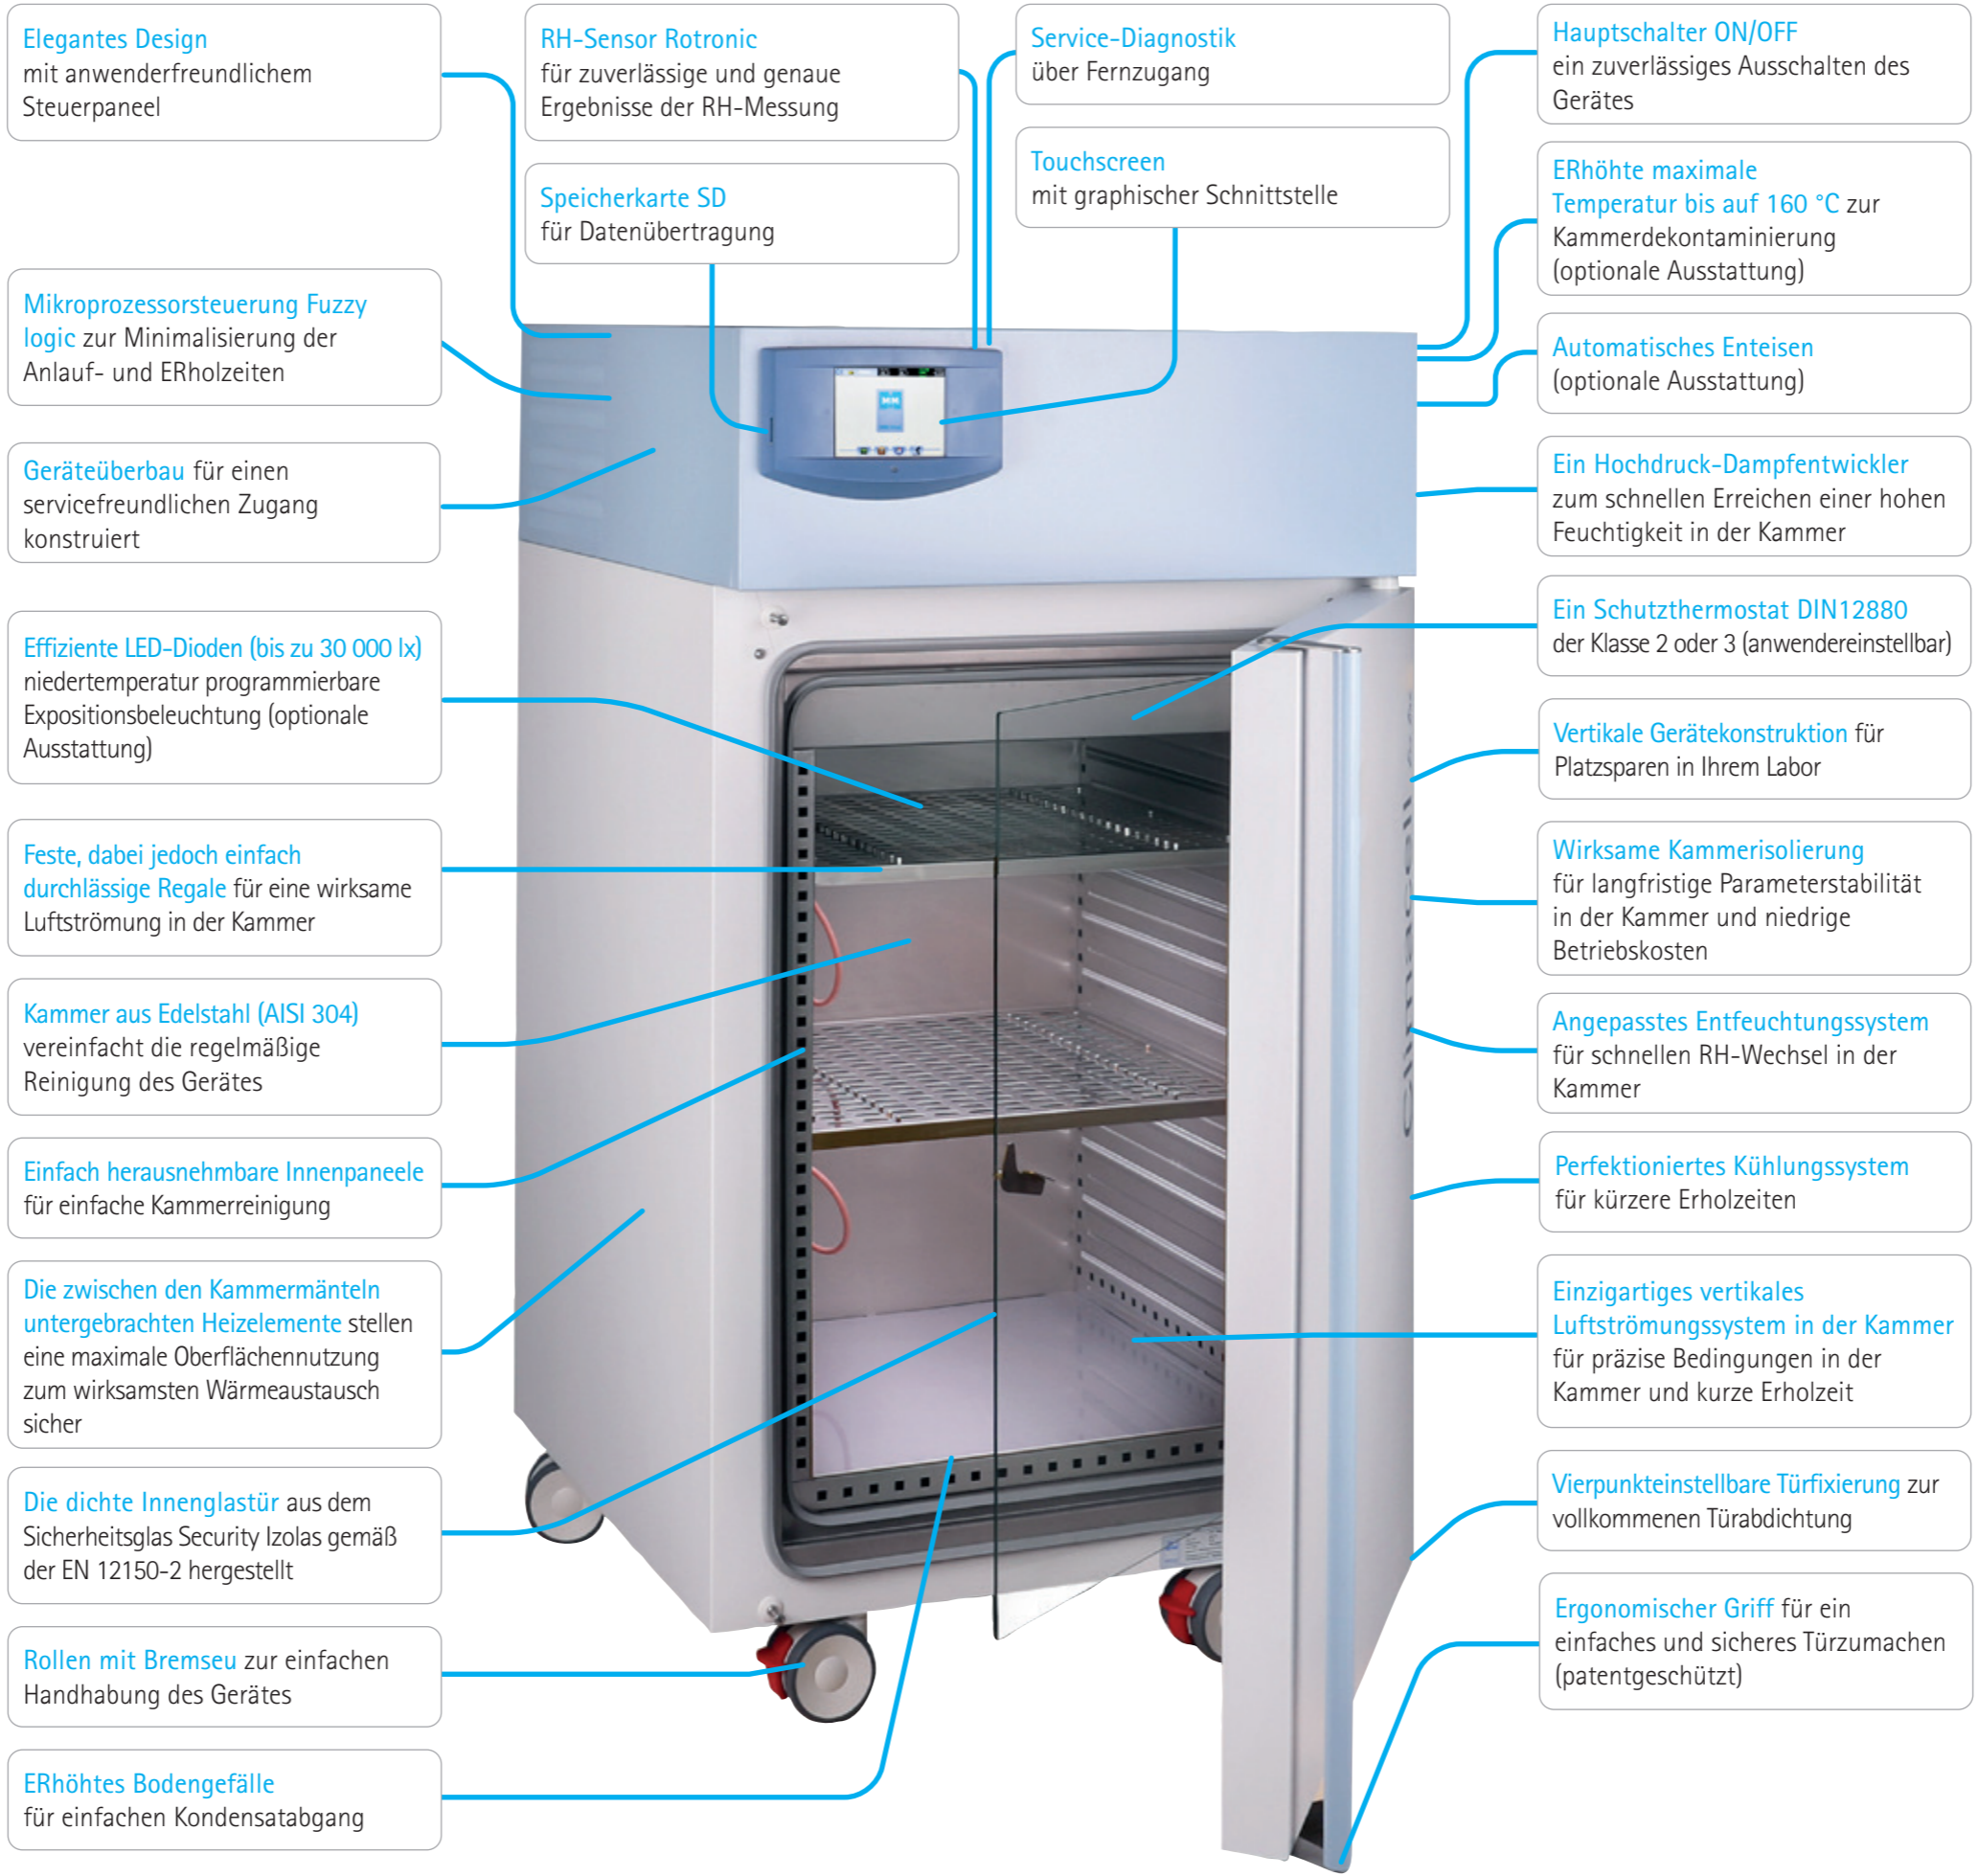 Elegantes Design
mit anwenderfreundlichem
Steuerpaneel
RH-Sensor Rotronic
für zuverlässige und genaue
Ergebnisse der RH-Messung
Service-Diagnostik
über Fernzugang
Hauptschalter ON/OFF
ein zuverlässiges Ausschalten des
Gerätes
Speicherkarte SD
für Datenübertragung
Touchscreen
mit graphischer Schnittstelle
ERhöhte maximale
Temperatur bis auf 160 °C zur
Kammerdekontaminierung
(optionale Ausstattung)
Mikroprozessorsteuerung Fuzzy
logic zur Minimalisierung der
Anlauf- und ERholzeiten
Automatisches Enteisen
(optionale Ausstattung)
Geräteüberbau für einen
servicefreundlichen Zugang
konstruiert
Ein Hochdruck-Dampfentwickler
zum schnellen Erreichen einer hohen
Feuchtigkeit in der Kammer
Effiziente LED-Dioden (bis zu 30 000 lx)
niedertemperatur programmierbare
Expositionsbeleuchtung (optionale
Ausstattung)
Ein Schutzthermostat DIN12880
der Klasse 2 oder 3 (anwendereinstellbar)
Vertikale Gerätekonstruktion für
Platzsparen in Ihrem Labor
Feste, dabei jedoch einfach
durchlässige Regale für eine wirksame
Luftströmung in der Kammer
Wirksame Kammerisolierung
für langfristige Parameterstabilität
in der Kammer und niedrige
Betriebskosten
Kammer aus Edelstahl (AISI 304)
vereinfacht die regelmäßige
Reinigung des Gerätes
Angepasstes Entfeuchtungssystem
für schnellen RH-Wechsel in der
Kammer
Einfach herausnehmbare Innenpaneele
für einfache Kammerreinigung
Perfektioniertes Kühlungssystem
für kürzere Erholzeiten
Die zwischen den Kammermänteln
untergebrachten Heizelemente stellen
eine maximale Oberflächennutzung
zum wirksamsten Wärmeaustausch
sicher
Einzigartiges vertikales
Luftströmungssystem in der Kammer
für präzise Bedingungen in der
Kammer und kurze Erholzeit
Die dichte Innenglastür aus dem
Sicherheitsglas Security Izolas gemäß
der EN 12150-2 hergestellt
Vierpunkteinstellbare Türfixierung zur
vollkommenen Türabdichtung
Rollen mit Bremseu zur einfachen
Handhabung des Gerätes
Ergonomischer Griff für ein
einfaches und sicheres Türzumachen
(patentgeschützt)
ERhöhtes Bodengefälle
für einfachen Kondensatabgang